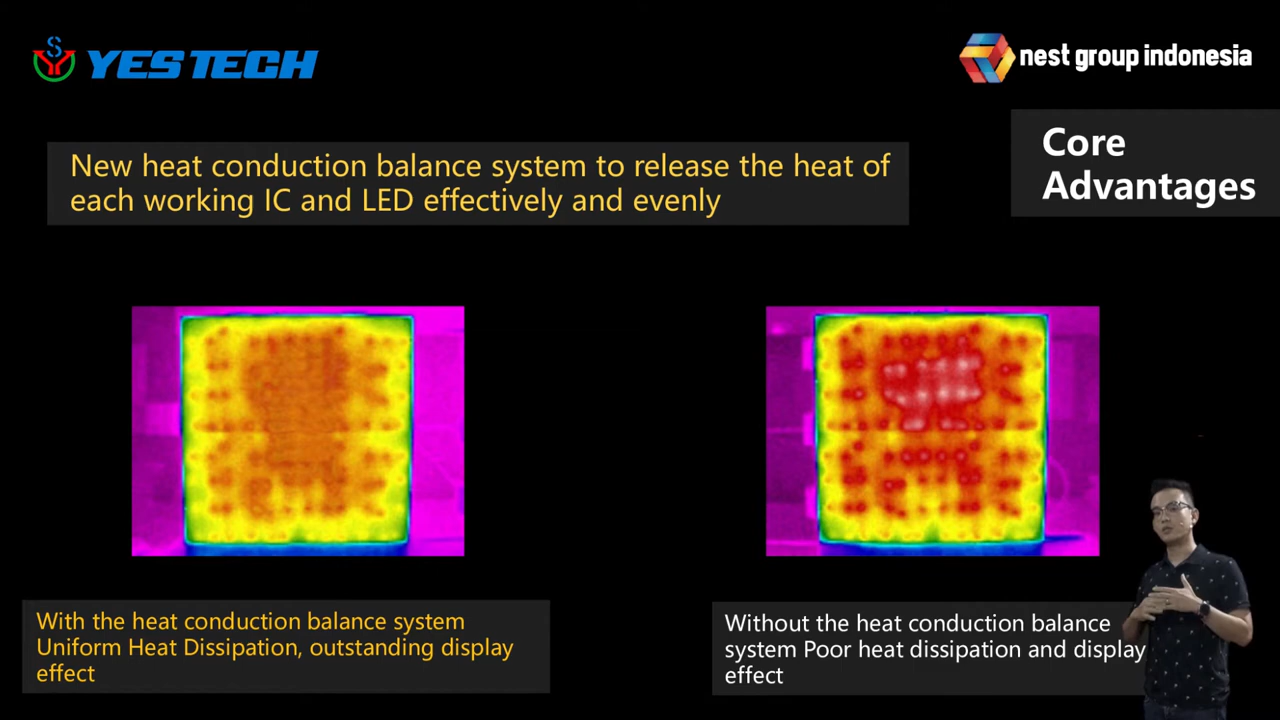 YES TECH
nest group indonesia
Core
Advantages
New heat conduction balance system to release the heat of
each working IC and LED effectively and evenly
With the heat conduction balance system
Uniform Heat Dissipation, outstanding display
effect
Without the heat conduction balance
system Poor heat dissipation and display
effect